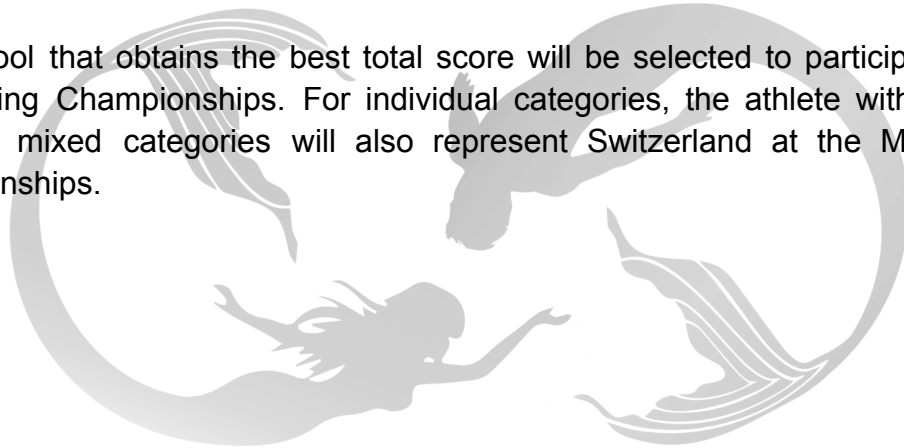 ool that obtains the best total score will be selected to particip
ing Championships. For individual categories, the athlete with
mixed categories will also represent Switzerland at the M
nships.